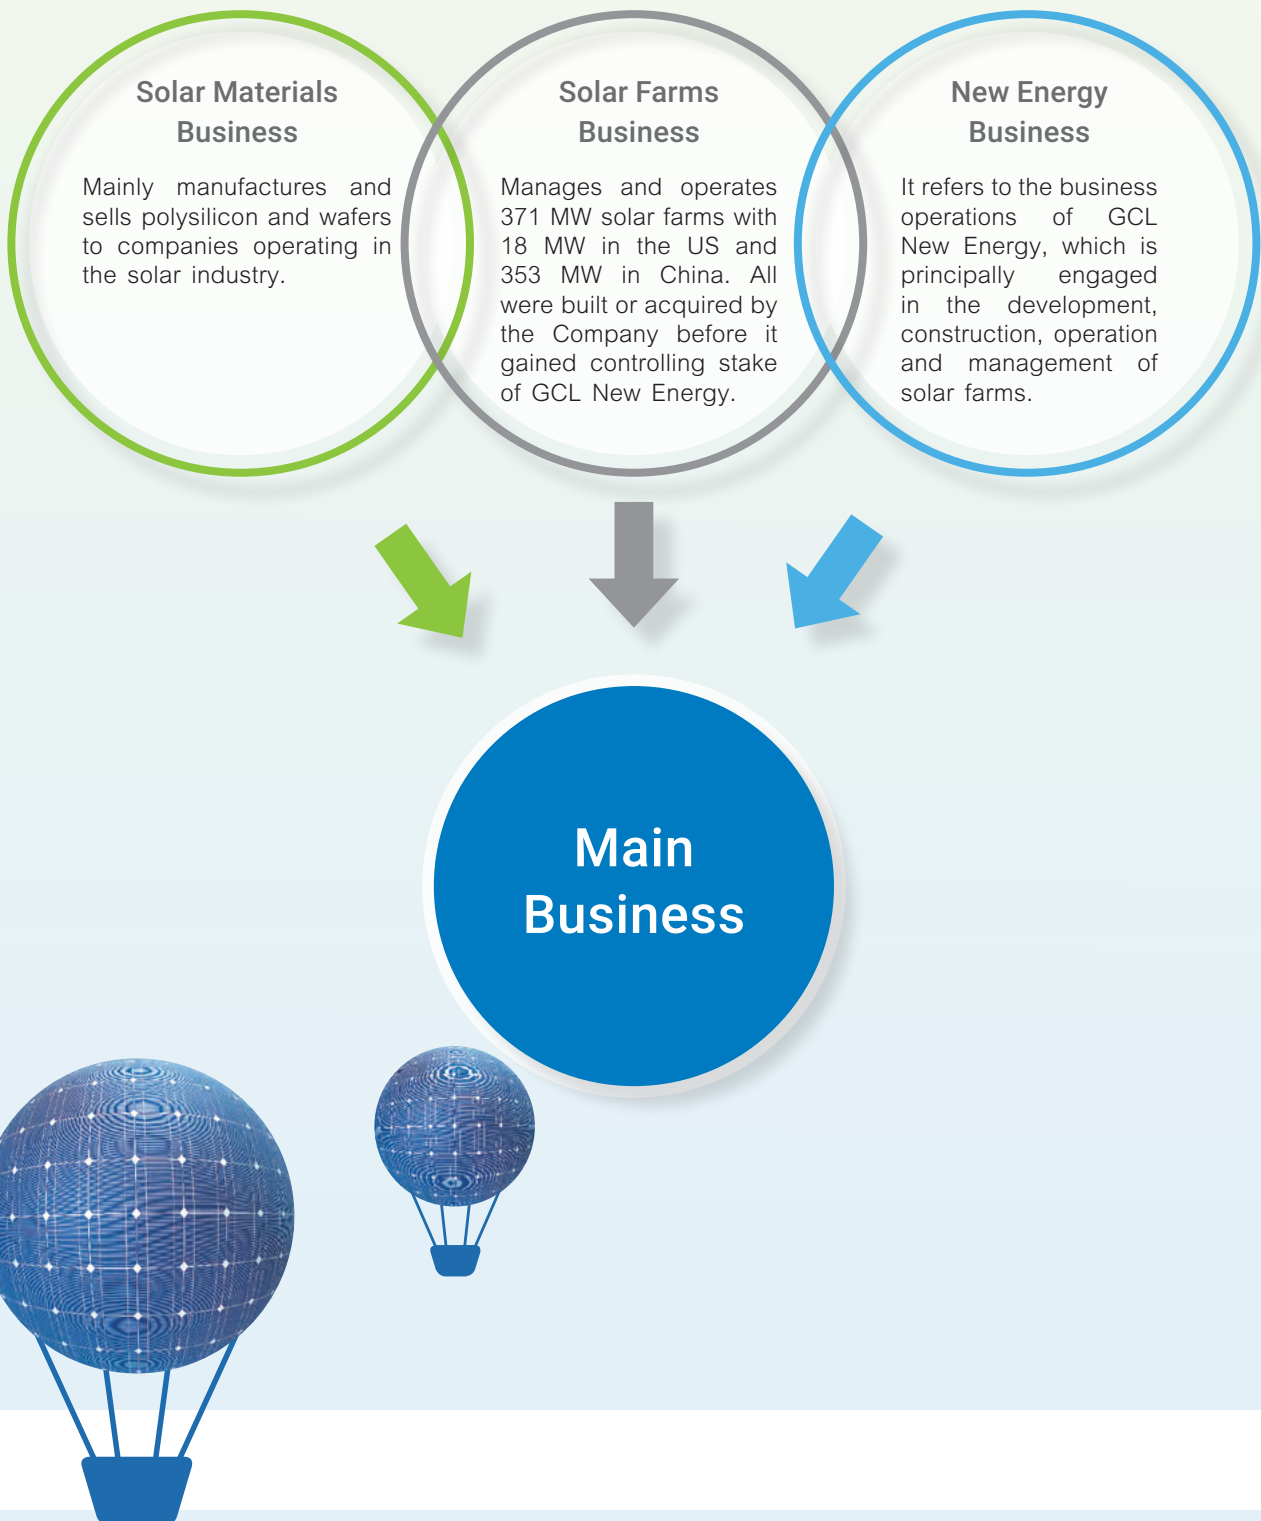 Solar Materials
Business
Mainly manufactures and
sells polysilicon and wafers
to companies operating in
the solar industry.
Solar Farms
Business
Manages and operates
371 MW solar farms with
18 MW in the US and
353 MW in China. All
were built or acquired by
the Company before it
gained controlling stake
of GCL New Energy.
New Energy
Business
It refers to the business
operations of GCL
New Energy, which is
principally engaged
in the development,
construction, operation
and management of
solar farms.
Main
Business